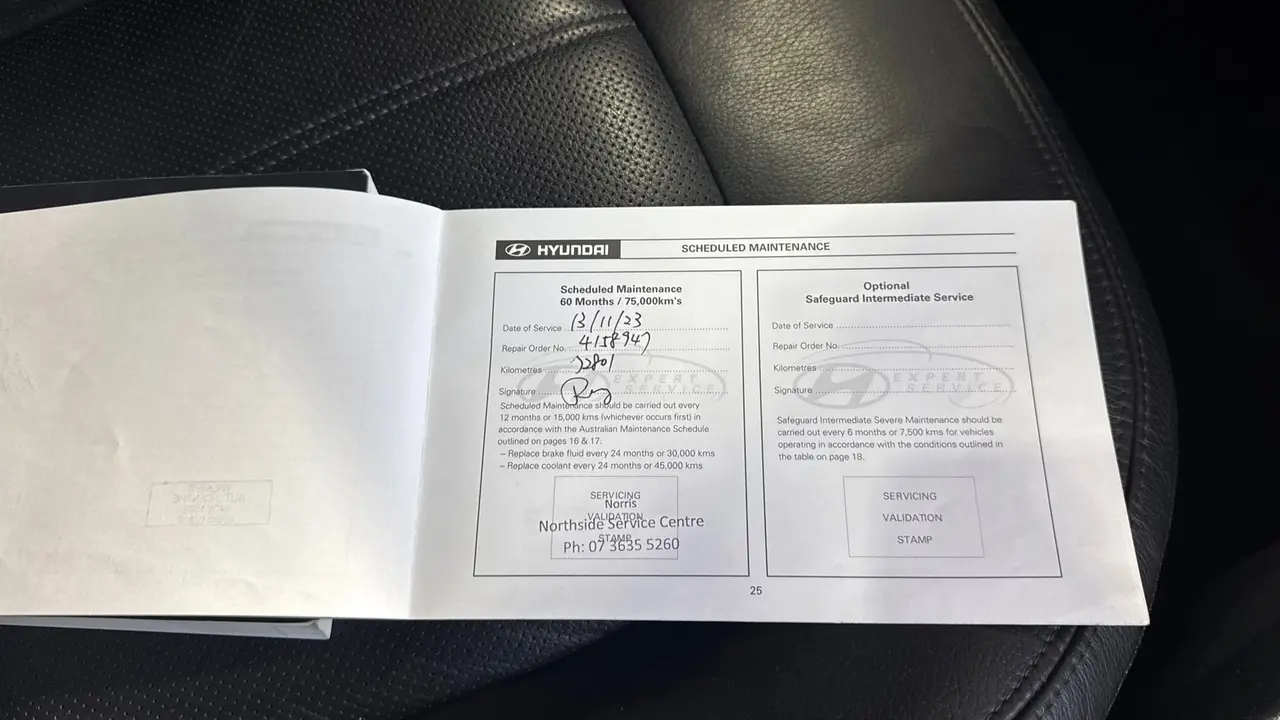 HYUNDAI
SCHEDULED MAINTENANCE
Scheduled Maintenance
60 Months / 75,000km's
Date of Service 13/11/23
Repair Order No. 4158947
Kilometres 72801
Signature
EXPERT
SERVICE
Scheduled Maintenance should be carried out every
12 months or 15,000 kms (whichever occurs first) in
accordance with the Australian Maintenance Schedule
outlined on pages 16 & 17.
– Replace brake fluid every 24 months or 30,000 kms
– Replace coolant every 24 months or 45,000 kms
SERVICING
Norris
VALIDATION
Northside Service Centre
STAMP
Ph: 07 3635 5260
Optional
Safeguard Intermediate Service
Date of Service
Repair Order No.
Kilometres
Signature
EXPERT
SERVICE
Safeguard Intermediate Severe Maintenance should be
carried out every 6 months or 7,500 kms for vehicles
operating in accordance with the conditions outlined in
the table on page 18.
SERVICING
VALIDATION
STAMP
25